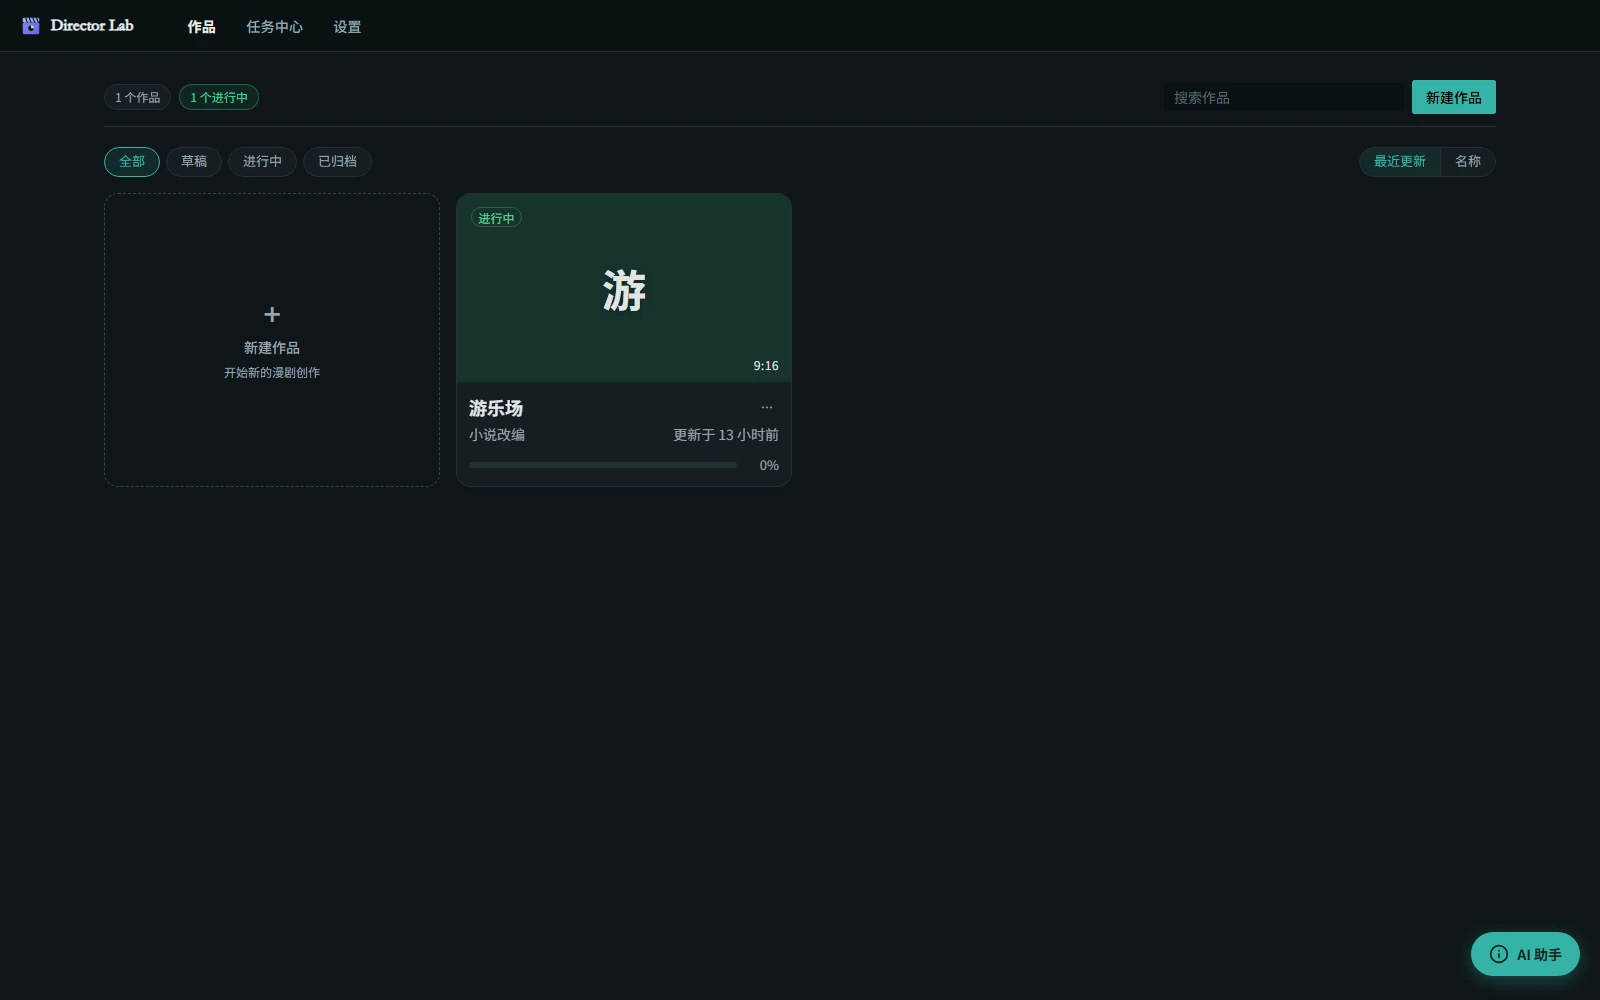 Director Lab
作品
任务中心
设置
1 个作品
1 个进行中
搜索作品
新建作品
全部
草稿
进行中
已归档
最近更新
名称
+
新建作品
开始新的漫剧创作
进行中
游
9:16
游乐场
···
小说改编
更新于 13 小时前
0%
AI 助手